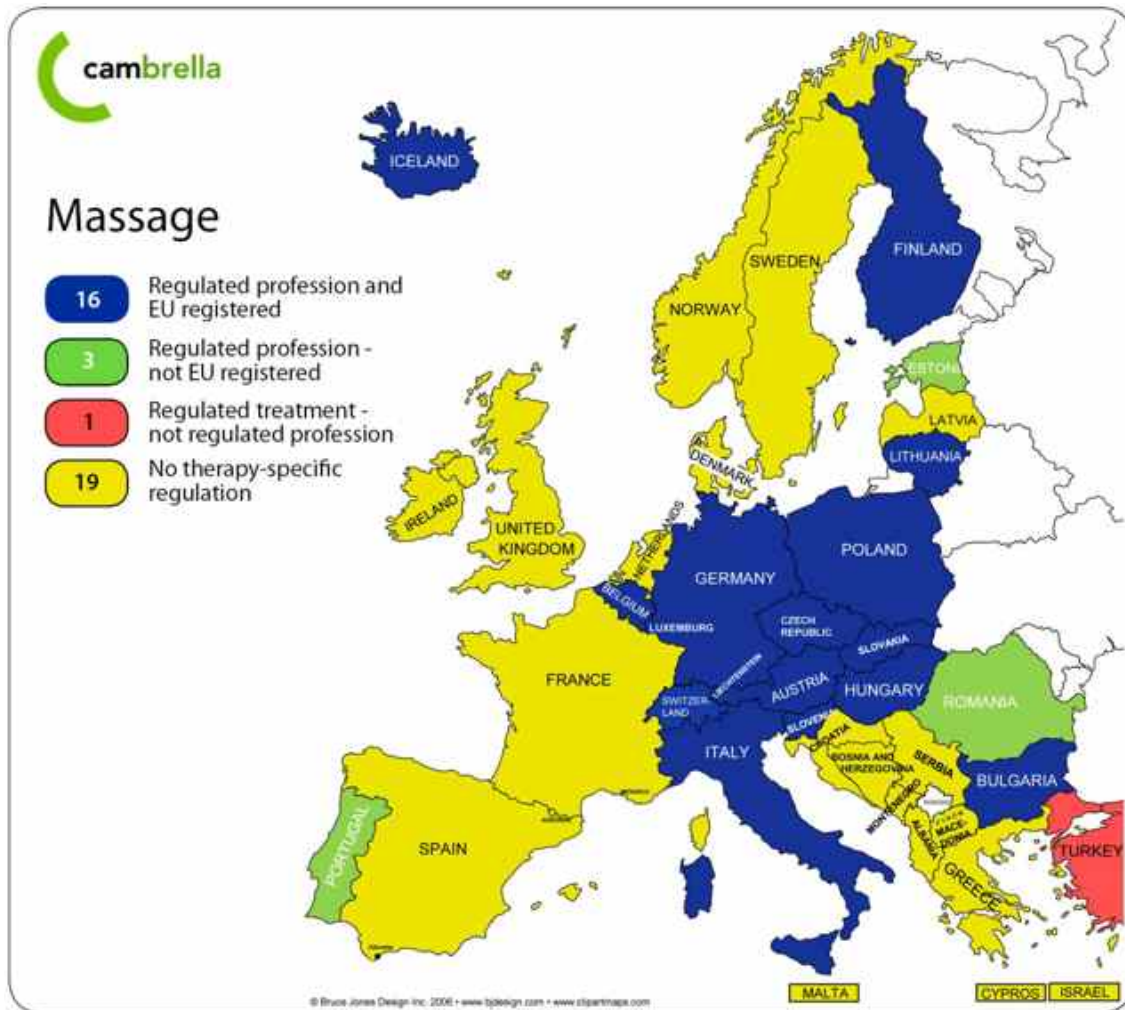 cambrella
Massage
16
Regulated profession and
EU registered
3
Regulated profession -
not EU registered
1
Regulated treatment -
not regulated profession
19
No therapy-specific
regulation
ICELAND
FINLAND
SWEDEN
NORWAY
ESTONI
LATVIA
LITHUANIA
DENMARK
IRELAND
UNITED
KINGDOM
NETHERLANDS
POLAND
GERMANY
BELGIUM
LUXEMBURG
CZECH
REPUBLIC
SLOVANIA
LIECHTENSTEIN
AUSTRIA
HUNGARY
FRANCE
SWITZER-
LAND
SLOVENIA
ROMANIA
ITALY
CROATIA
BOSNIA AND
HERZEGOVINA
SERBIA
BULGARIA
MONTENEGRO
ALBANIA
MACE-
DONIA
TURKEY
GREECE
PORTUGAL
SPAIN
MALTA
CYPROS
ISRAEL
© Bruce Jones Design Inc. 2006 • www.bjdesign.com • www.clipartmaps.com